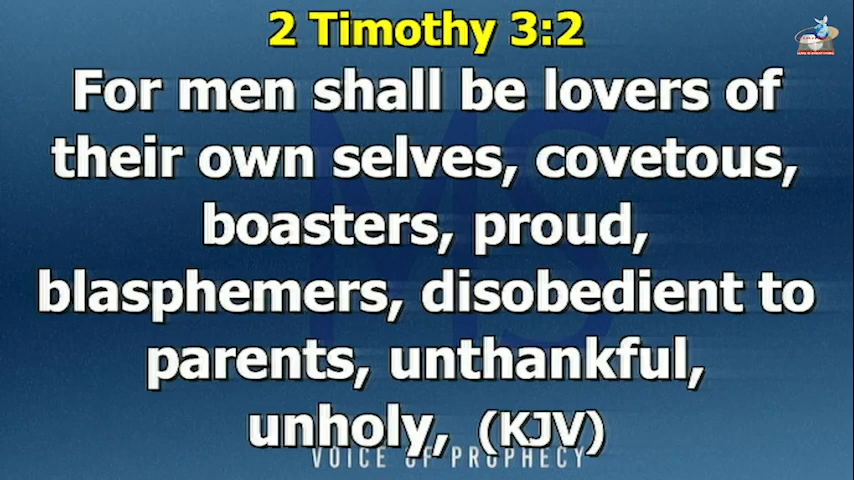 2 Timothy 3:2
For men shall be lovers of
their own selves, covetous,
boasters, proud,
blasphemers, disobedient to
parents, unthankful,
unholy, (KJV)
VOICE OF PROPHECY
MS